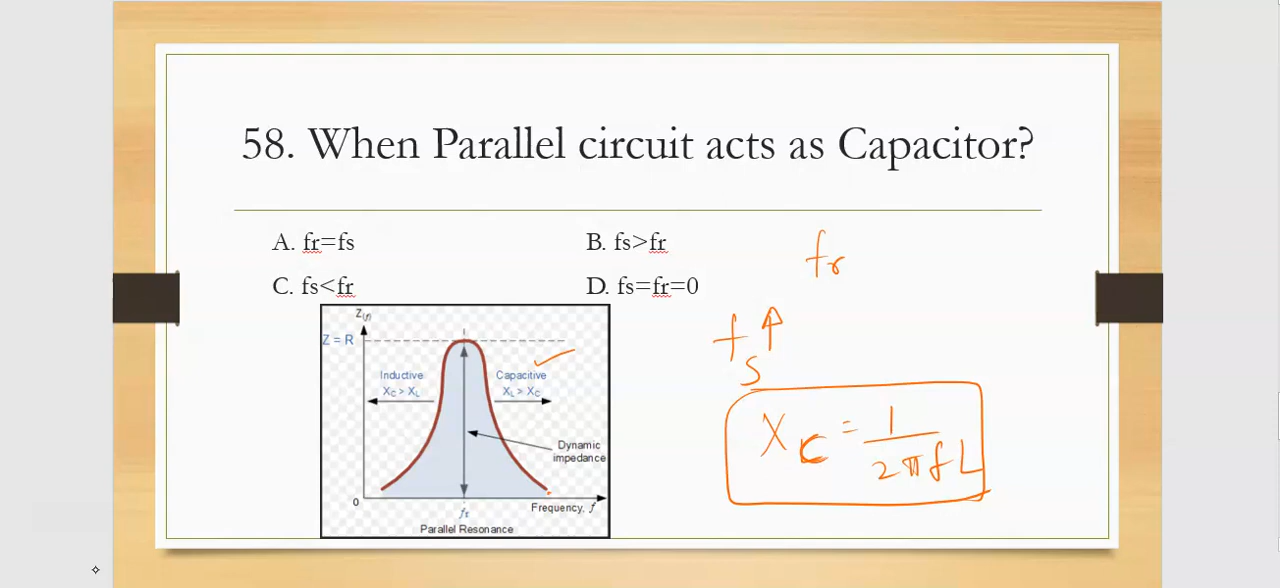 58. When Parallel circuit acts as Capacitor?
A. fr=fs
B. fs>fr
C. fs<fr
D. fs=fr=0
fr
f↑
S
XC = 1
2πfL
Z(f)
Z = R
Inductive
XC > XL
Capacitive
XL > XC
Dynamic
impedance
0
Frequency, f
fr
Parallel Resonance